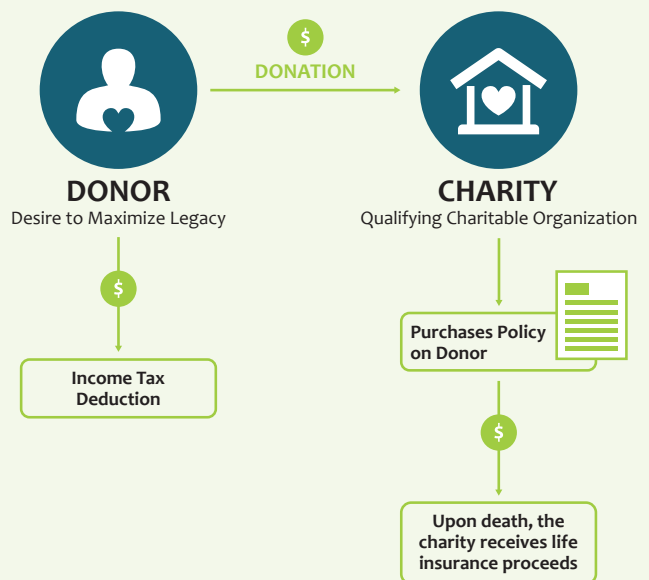 $
DONATION
DONOR
Desire to Maximize Legacy
CHARITY
Qualifying Charitable Organization
$
Income Tax
Deduction
Purchases Policy
on Donor
$
Upon death, the
charity receives life
insurance proceeds